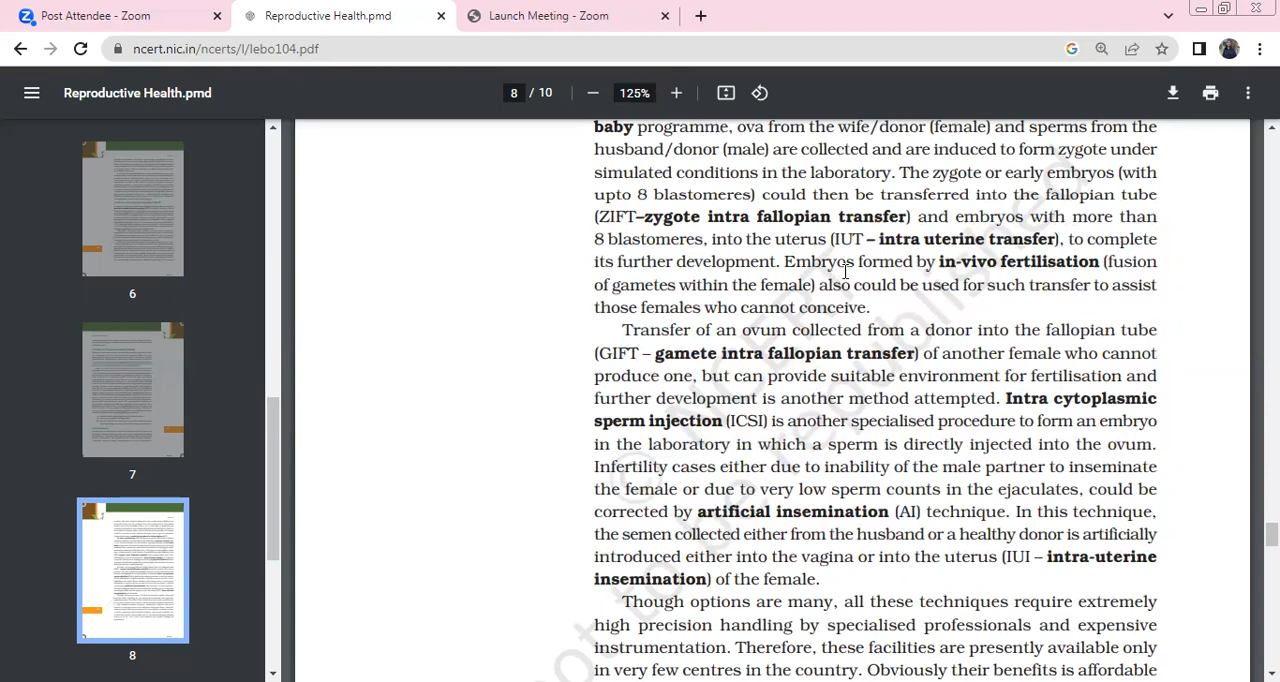 Post Attendee - Zoom
Reproductive Health.pmd
Launch Meeting - Zoom
ncert.nic.in/ncerts/l/lebo104.pdf
Reproductive Health.pmd
8 / 10
125%
6
7
8
baby programme, ova from the wife/donor (female) and sperms from the
husband/donor (male) are collected and are induced to form zygote under
simulated conditions in the laboratory. The zygote or early embryos (with
upto 8 blastomeres) could then be transferred into the fallopian tube
(ZIFT–zygote intra fallopian transfer) and embryos with more than
8 blastomeres, into the uterus (IUT – intra uterine transfer), to complete
its further development. Embryos formed by in-vivo fertilisation (fusion
of gametes within the female) also could be used for such transfer to assist
those females who cannot conceive.
Transfer of an ovum collected from a donor into the fallopian tube
(GIFT – gamete intra fallopian transfer) of another female who cannot
produce one, but can provide suitable environment for fertilisation and
further development is another method attempted. Intra cytoplasmic
sperm injection (ICSI) is another specialised procedure to form an embryo
in the laboratory in which a sperm is directly injected into the ovum.
Infertility cases either due to inability of the male partner to inseminate
the female or due to very low sperm counts in the ejaculates, could be
corrected by artificial insemination (AI) technique. In this technique,
the semen collected either from the husband or a healthy donor is artificially
introduced either into the vagina or into the uterus (IUI – intra-uterine
insemination) of the female.
Though options are many, all these techniques require extremely
high precision handling by specialised professionals and expensive
instrumentation. Therefore, these facilities are presently available only
in very few centres in the country. Obviously their benefits is affordable